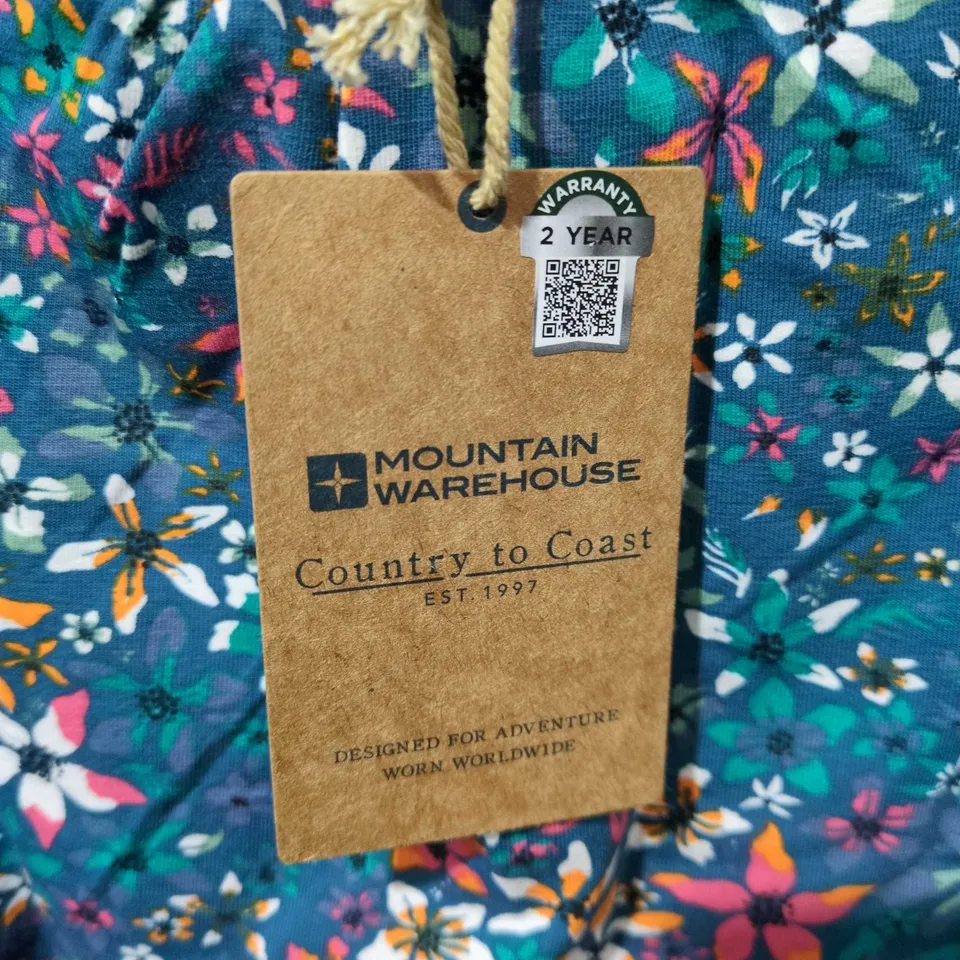 WARRANTY
2 YEAR
MOUNTAIN
WAREHOUSE
Country to Coast
EST. 1997
DESIGNED FOR ADVENTURE
WORN WORLDWIDE